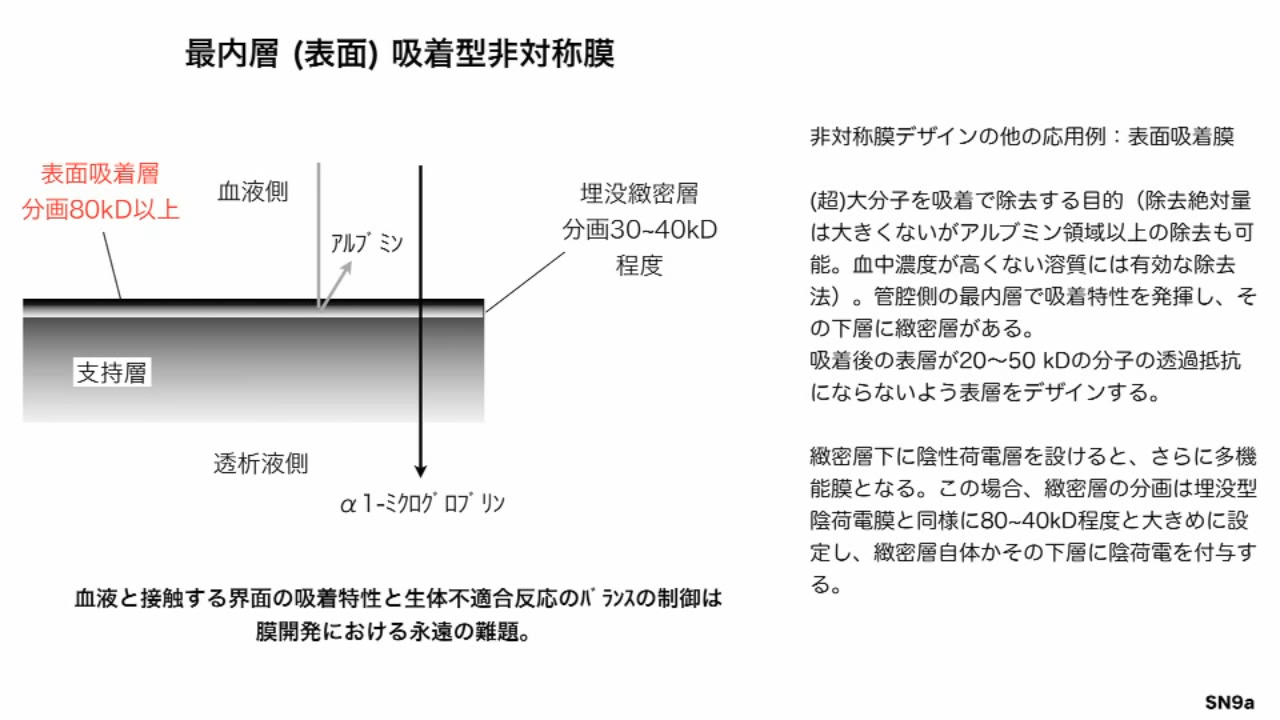 最内層 (表面) 吸着型非対称膜
表面吸着層
分画80kD以上
血液側
ｱﾙﾌﾞﾐﾝ
埋没緻密層
分画30~40kD
程度
支持層
透析液側
α1-ﾐｸﾛｸﾞﾛﾌﾞﾘﾝ
血液と接触する界面の吸着特性と生体不適合反応のﾊﾞﾗﾝｽの制御は
膜開発における永遠の難題。
非対称膜デザインの他の応用例：表面吸着膜
(超)大分子を吸着で除去する目的（除去絶対量
は大きくないがアルブミン領域以上の除去も可
能。血中濃度が高くない溶質には有効な除去
法）。管腔側の最内層で吸着特性を発揮し、そ
の下層に緻密層がある。
吸着後の表層が20〜50 kDの分子の透過抵抗
にならないよう表層をデザインする。
緻密層下に陰性荷電層を設けると、さらに多機
能膜となる。この場合、緻密層の分画は埋没型
陰荷電膜と同様に80~40kD程度と大きめに設
定し、緻密層自体かその下層に陰荷電を付与す
る。
SN9a